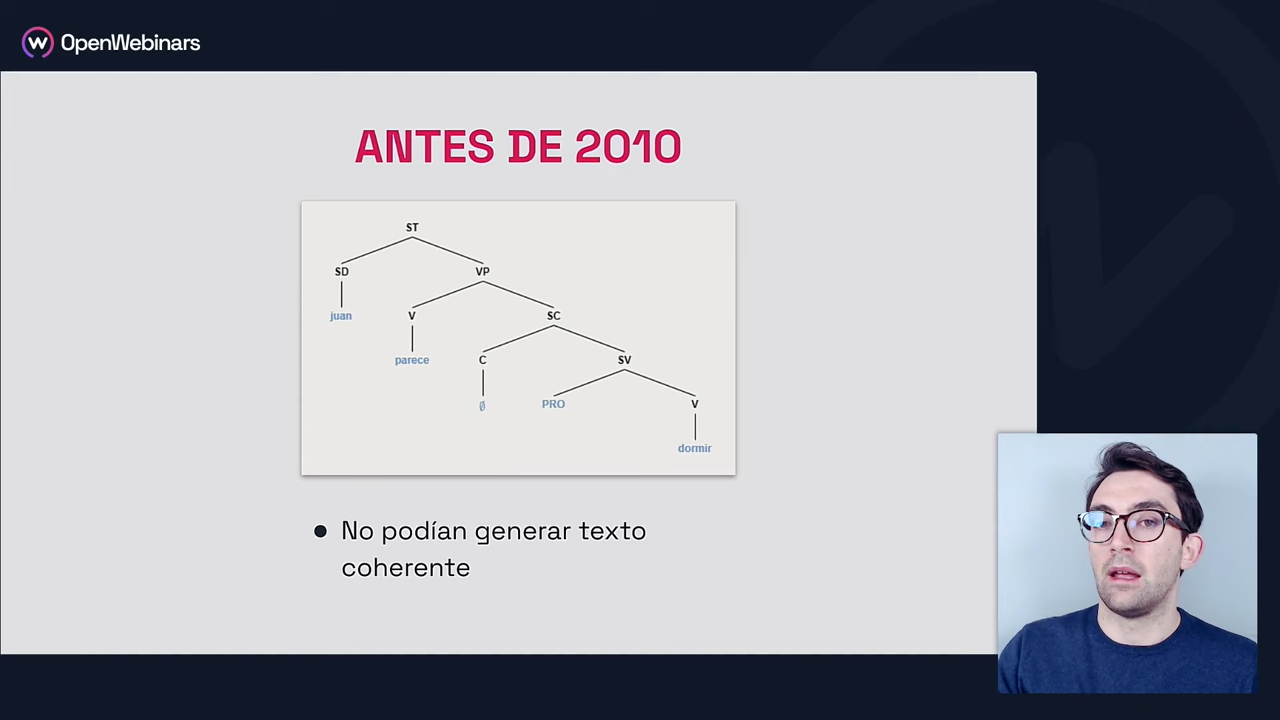 OpenWebinars
ANTES DE 2010
ST
SD VP
juan V SC
parece C SV
Ø PRO V
dormir
No podían generar texto
coherente